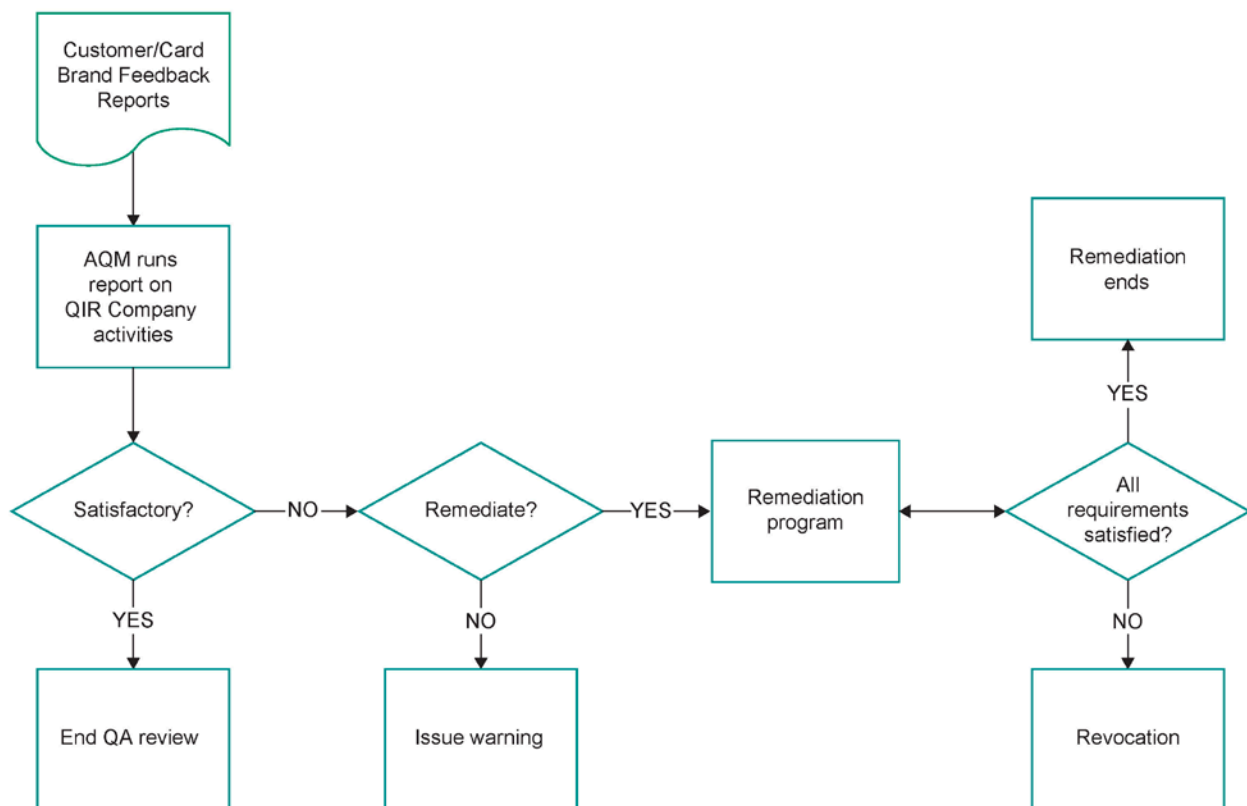 Customer/Card
Brand Feedback
Reports
AQM runs
report on
QIR Company
activities
Remediation
ends
YES
Satisfactory?
NO
Remediate?
YES
Remediation
program
All
requirements
satisfied?
YES
NO
NO
End QA review
Issue warning
Revocation